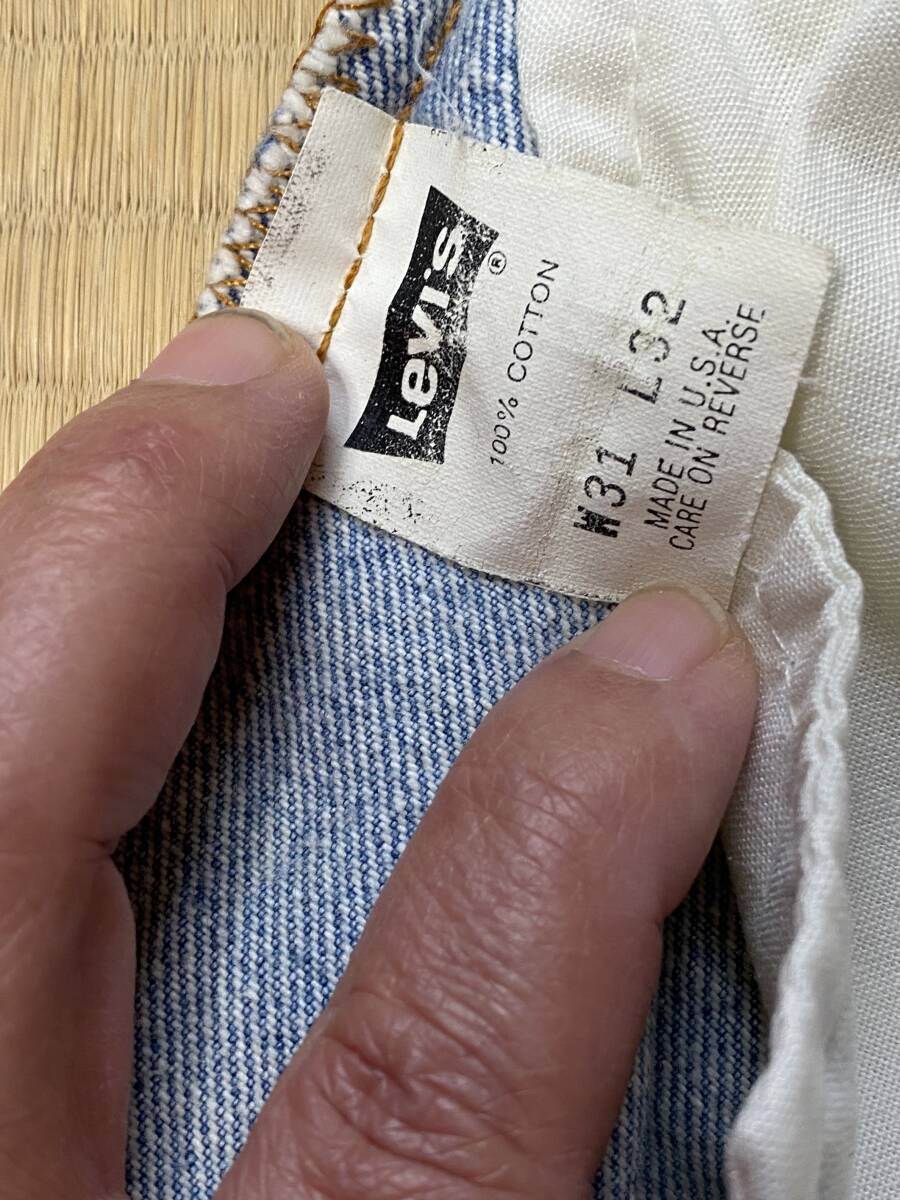 Levi's®
100% COTTON
W31 L32
MADE IN U.S.A.
CARE ON REVERSE